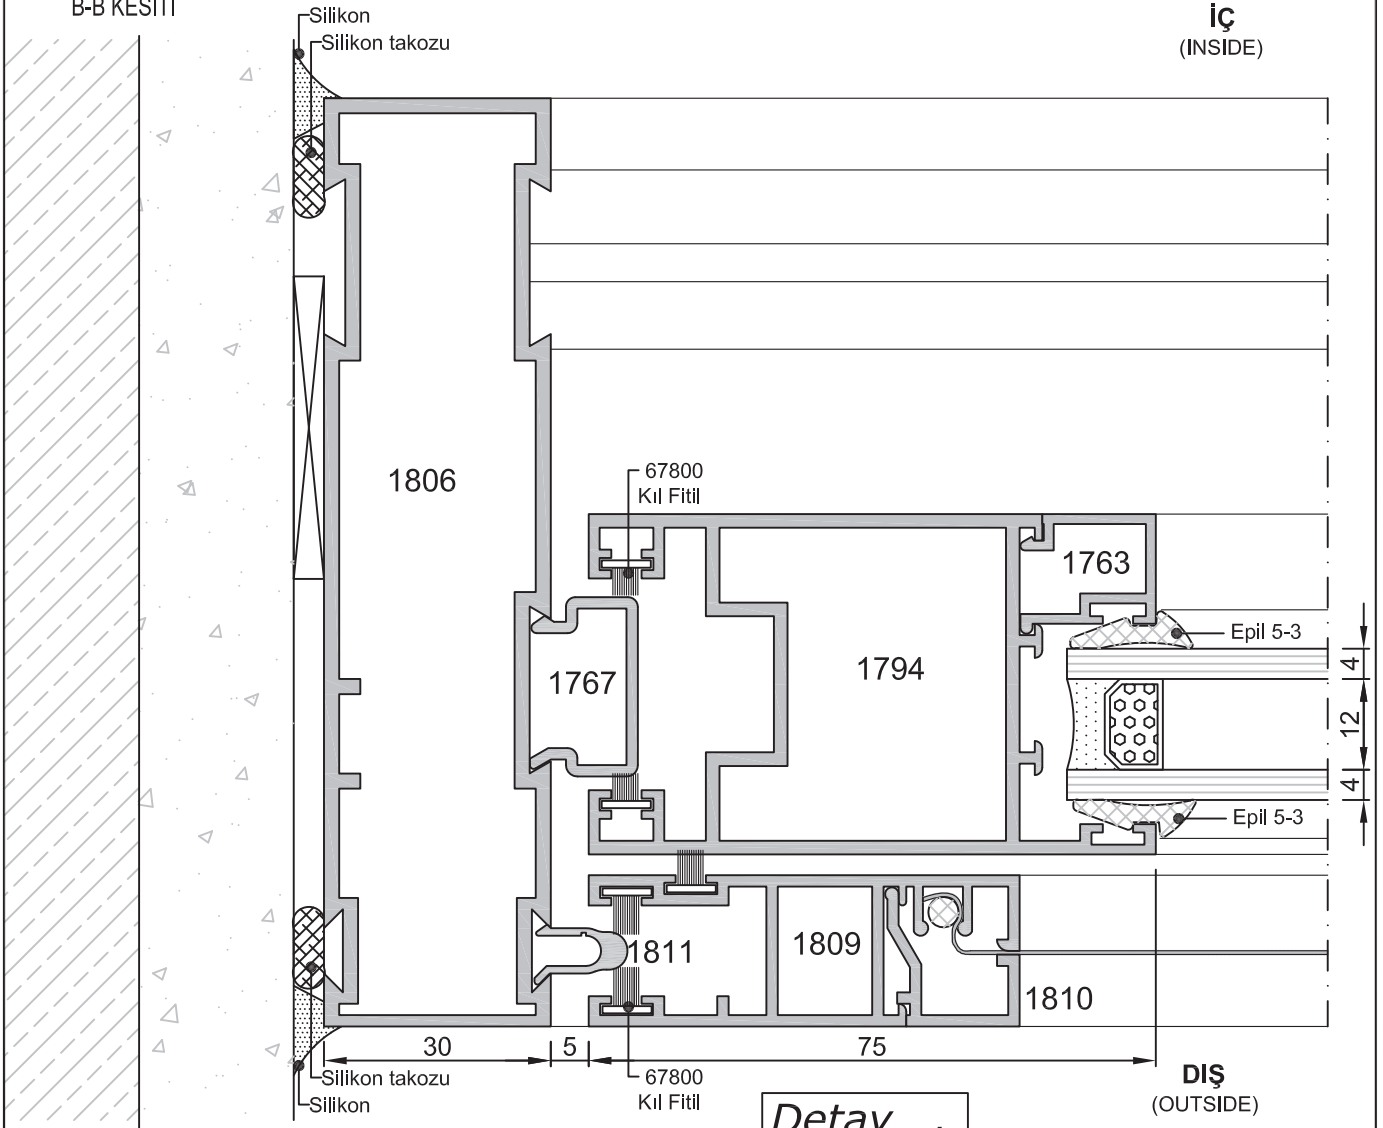 B-B KESİTİ
Silikon
Silikon takozu
İÇ
(INSIDE)
1806
67800
Kıl Fitil
1763
1767
1794
Epil 5-3
4
12
4
Epil 5-3
1811
1809
1810
30
5
75
Silikon takozu
Silikon
67800
Kıl Fitil
DIŞ
(OUTSIDE)
Detay